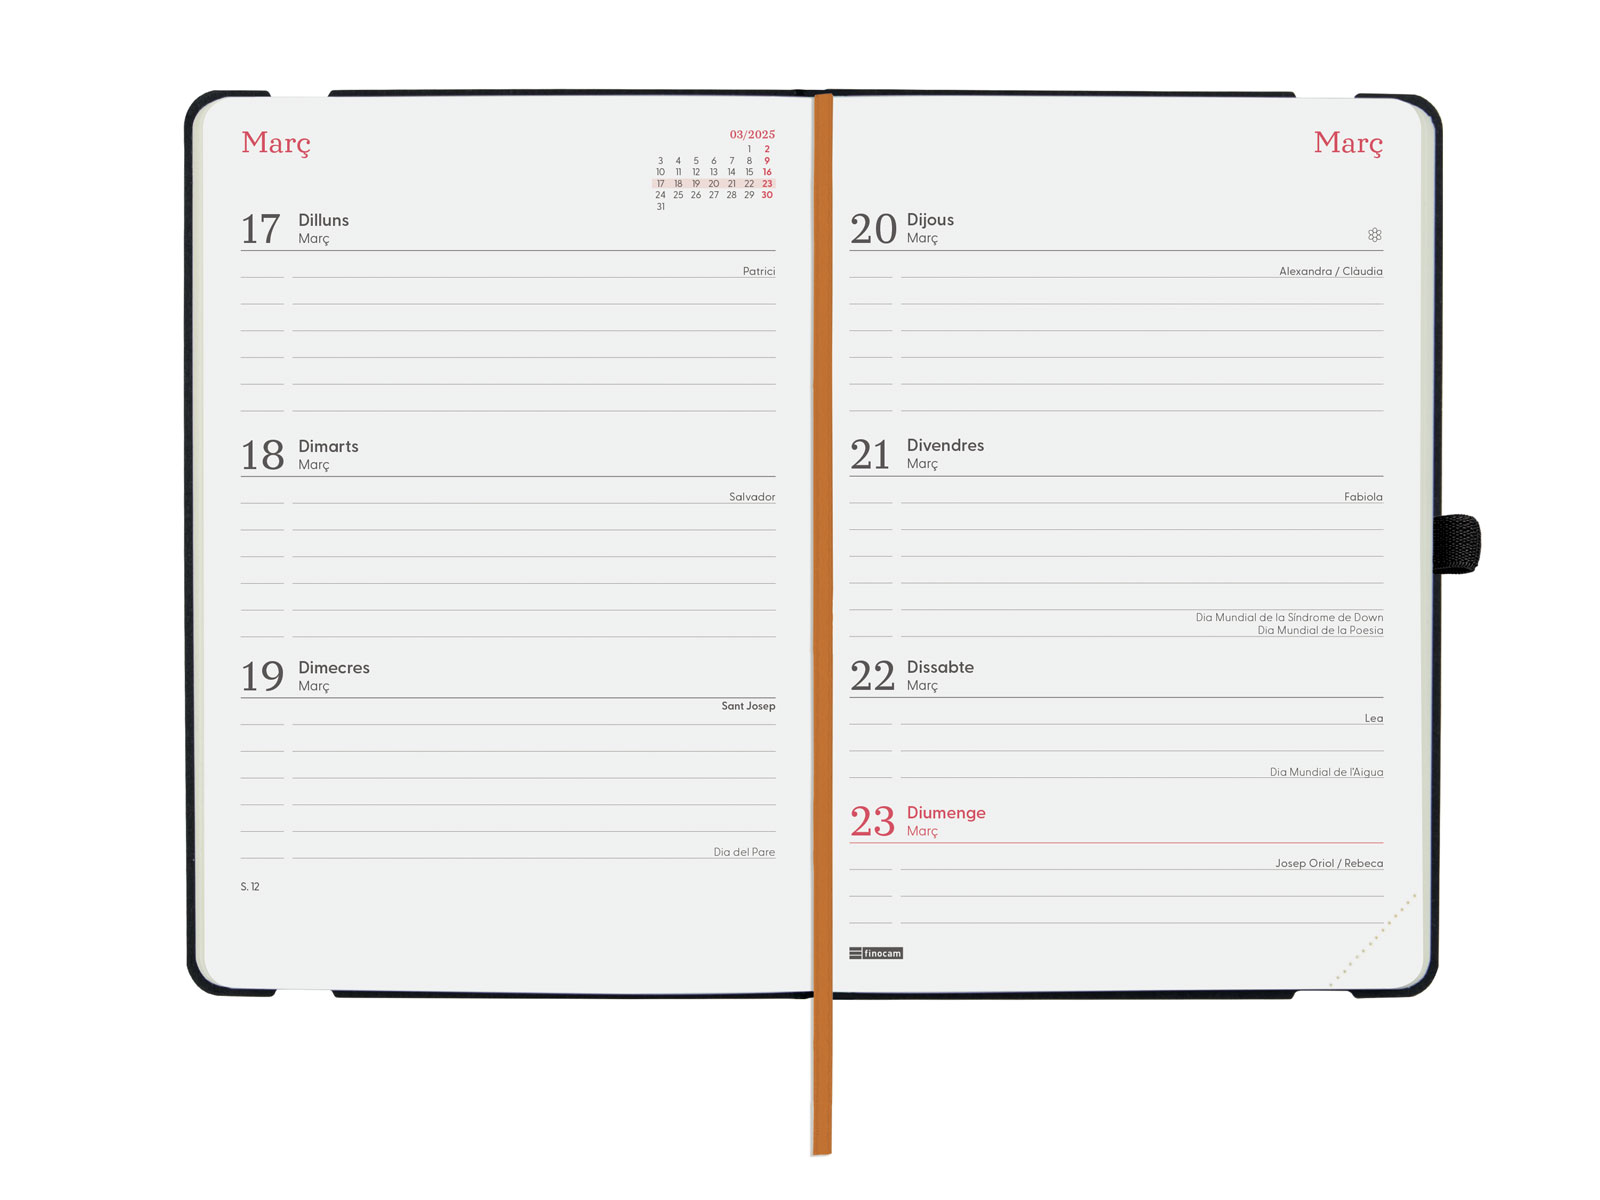 Març
03/2025
1 2
3 4 5 6 7 8 9
10 11 12 13 14 15 16
17 18 19 20 21 22 23
24 25 26 27 28 29 30
31
17 Dilluns
Març
Patrici
18 Dimarts
Març
Salvador
19 Dimecres
Març
Sant Josep
Dia del Pare
S. 12
Març
20 Dijous
Març
Alexandra / Clàudia
21 Divendres
Març
Fabiola
Dia Mundial de la Síndrome de Down
Dia Mundial de la Poesia
22 Dissabte
Març
Lea
Dia Mundial de l'Aigua
23 Diumenge
Març
Josep Oriol / Rebeca
finocam